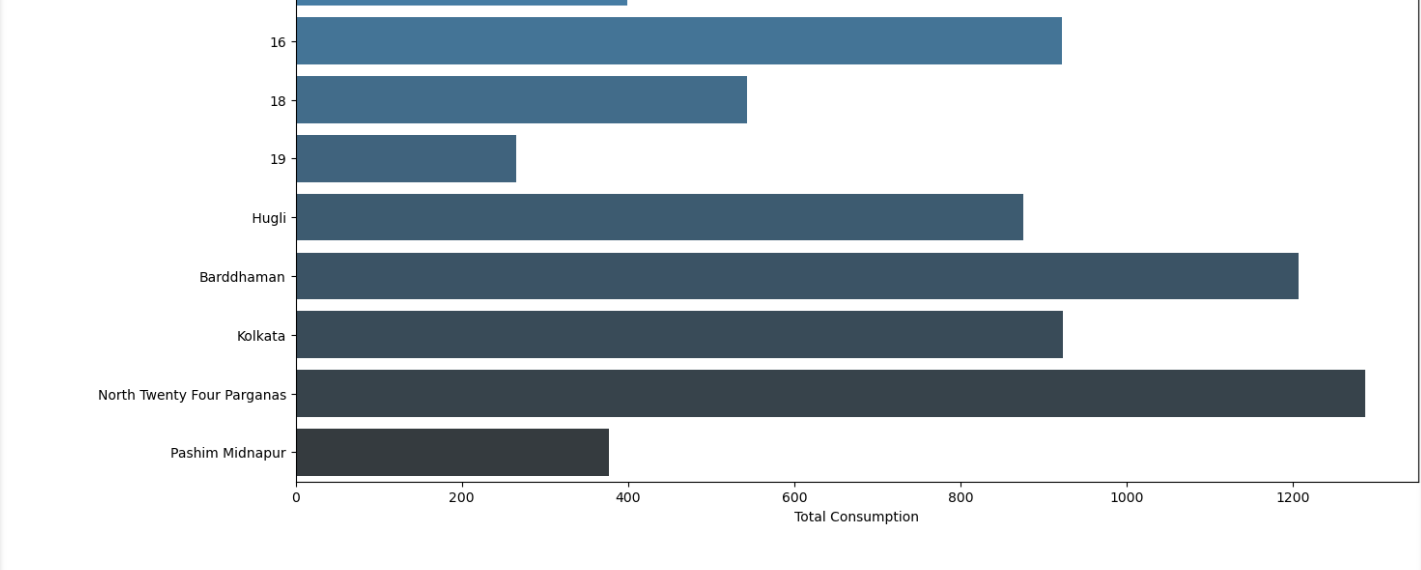 16
18
19
Hugli
Barddhaman
Kolkata
North Twenty Four Parganas
Pashim Midnapur
0 200 400 600 800 1000 1200
Total Consumption